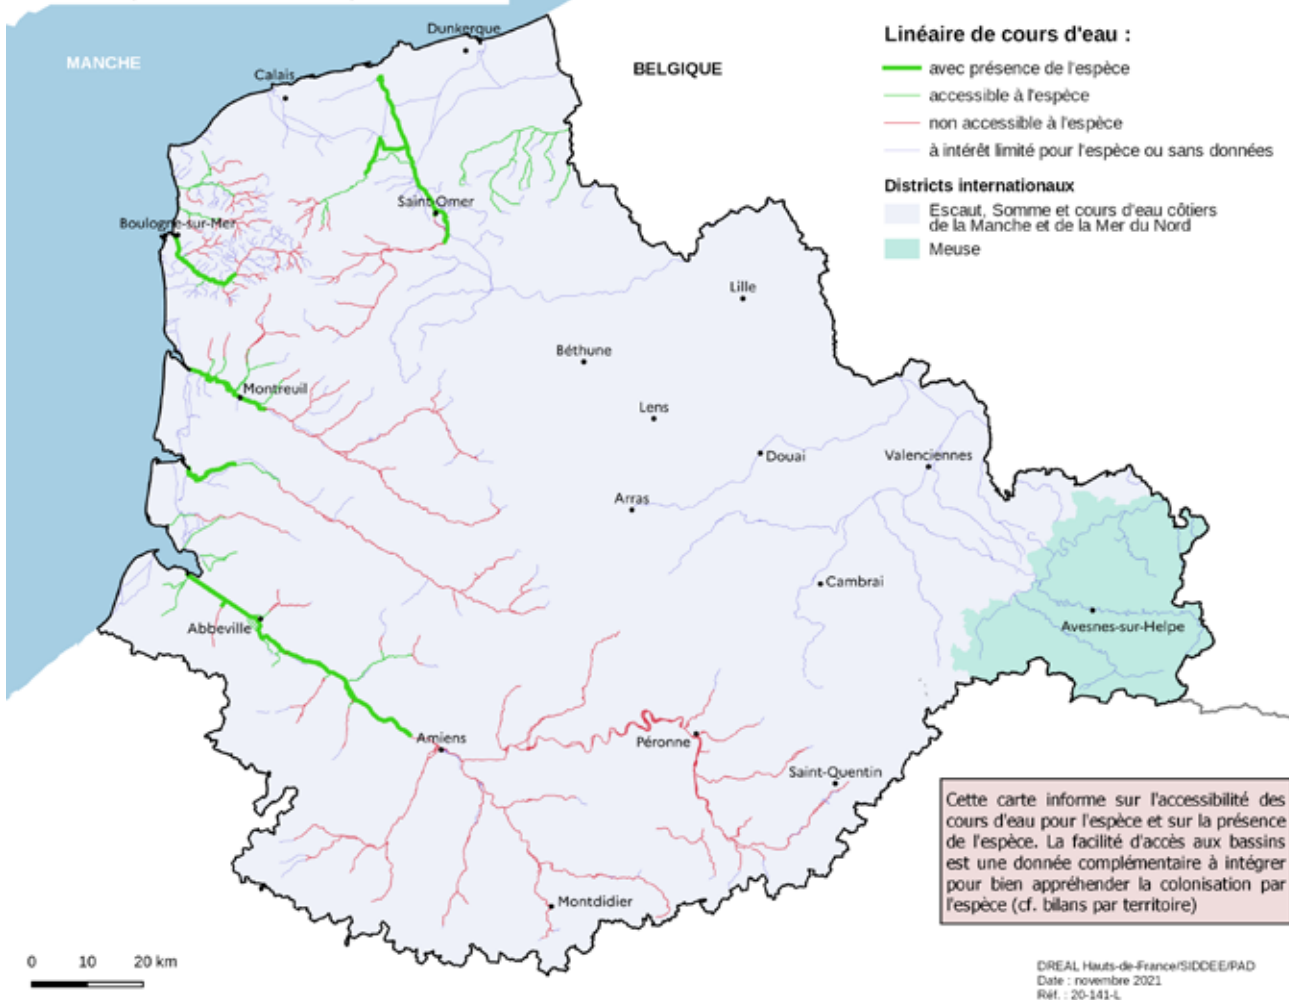 MANCHE
Dunkerque
Calais
BELGIQUE
Linéaire de cours d'eau :
avec présence de l'espèce
accessible à l'espèce
non accessible à l'espèce
à intérêt limité pour l'espèce ou sans données
Districts internationaux
Escaut, Somme et cours d'eau côtiers
de la Manche et de la Mer du Nord
Meuse
Saint-Omer
Boulogne-sur-Mer
Lille
Béthune
Montreuil
Lens
Douai
Valenciennes
Arras
Cambrai
Abbeville
Avesnes-sur-Helpe
Amiens
Péronne
Saint-Quentin
Montdidier
Cette carte informe sur l'accessibilité des
cours d'eau pour l'espèce et sur la présence
de l'espèce. La facilité d'accès aux bassins
est une donnée complémentaire à intégrer
pour bien appréhender la colonisation par
l'espèce (cf. bilans par territoire)
0 10 20 km
DREAL Hauts-de-France/SIDDEE/PAD
Date : novembre 2021
Réf. : 20-141-L